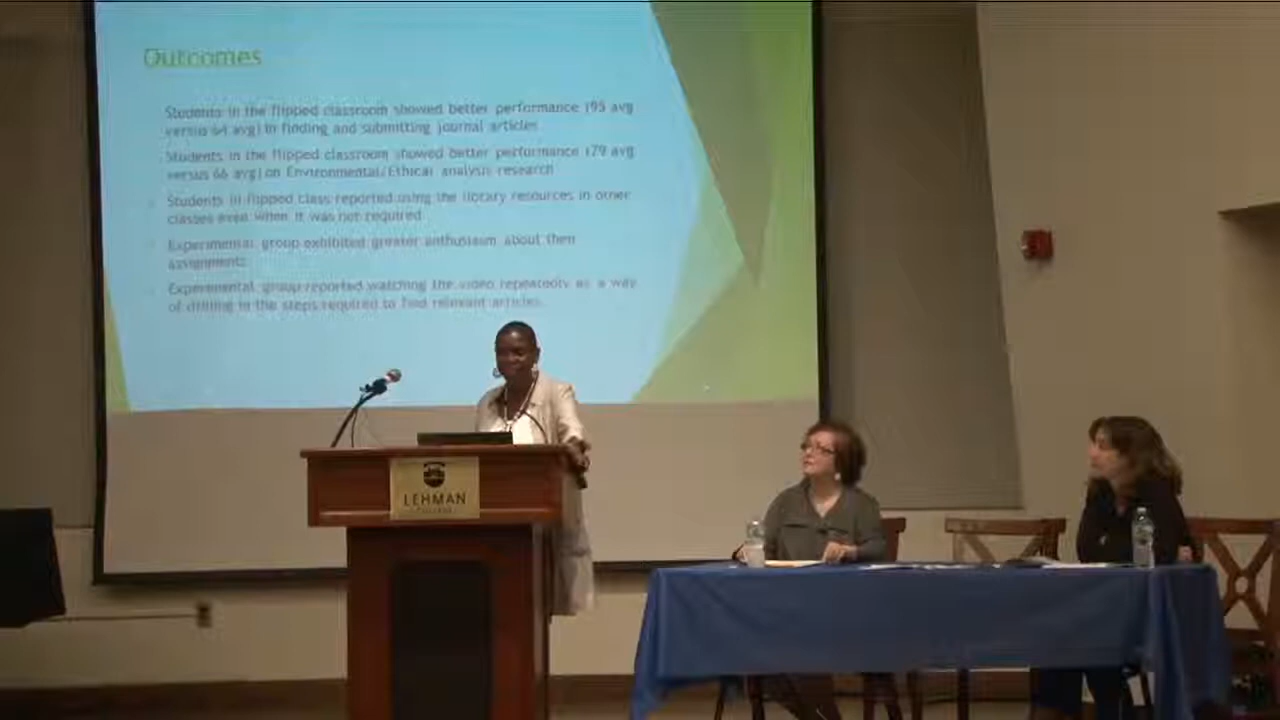 Outcomes
Students in the flipped classroom showed better performance (95 avg
versus 64 avg) in finding and submitting journal articles
Students in the flipped classroom showed better performance (79 avg
versus 66 avg) on Environmental/Ethical analysis research
Students in flipped class reported using the library resources in other
classes even when it was not required
Experimental group exhibited greater enthusiasm about their
assignments
Experimental group reported watching the video repeatedly as a way
of drilling in the steps required to find relevant articles.
LEHMAN
COLLEGE